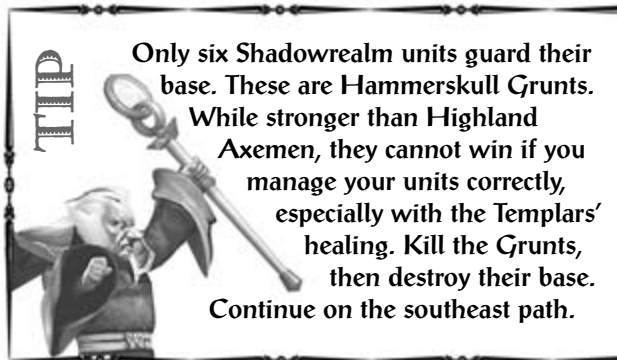 TIP
Only six Shadowrealm units guard their
base. These are Hammerskull Grunts.
While stronger than Highland
Axemen, they cannot win if you
manage your units correctly,
especially with the Templars'
healing. Kill the Grunts,
then destroy their base.
Continue on the southeast path.